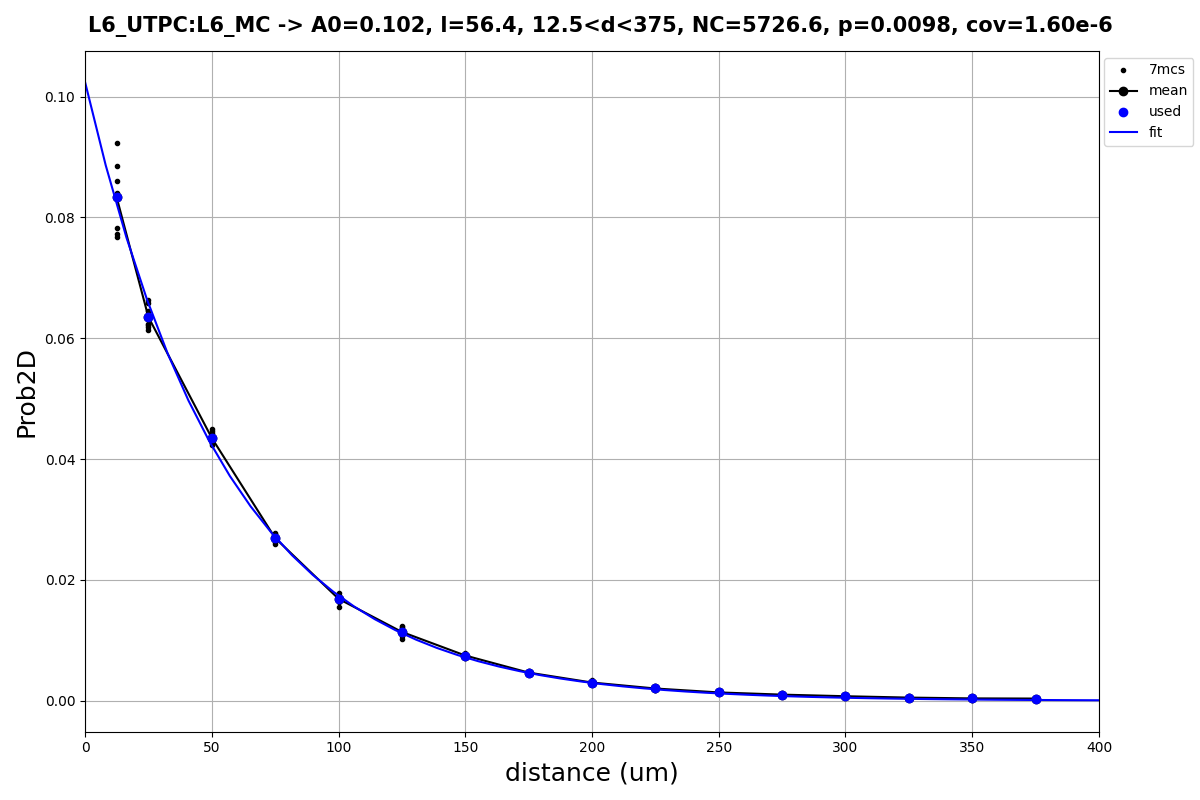 L6_UTPC:L6_MC -> A0=0.102, l=56.4, 12.5<d<375, NC=5726.6, p=0.0098, cov=1.60e-6
7mcs
mean
used
fit
0.10
0.08
0.06
0.04
0.02
0.00
Prob2D
0 50 100 150 200 250 300 350 400
distance (um)